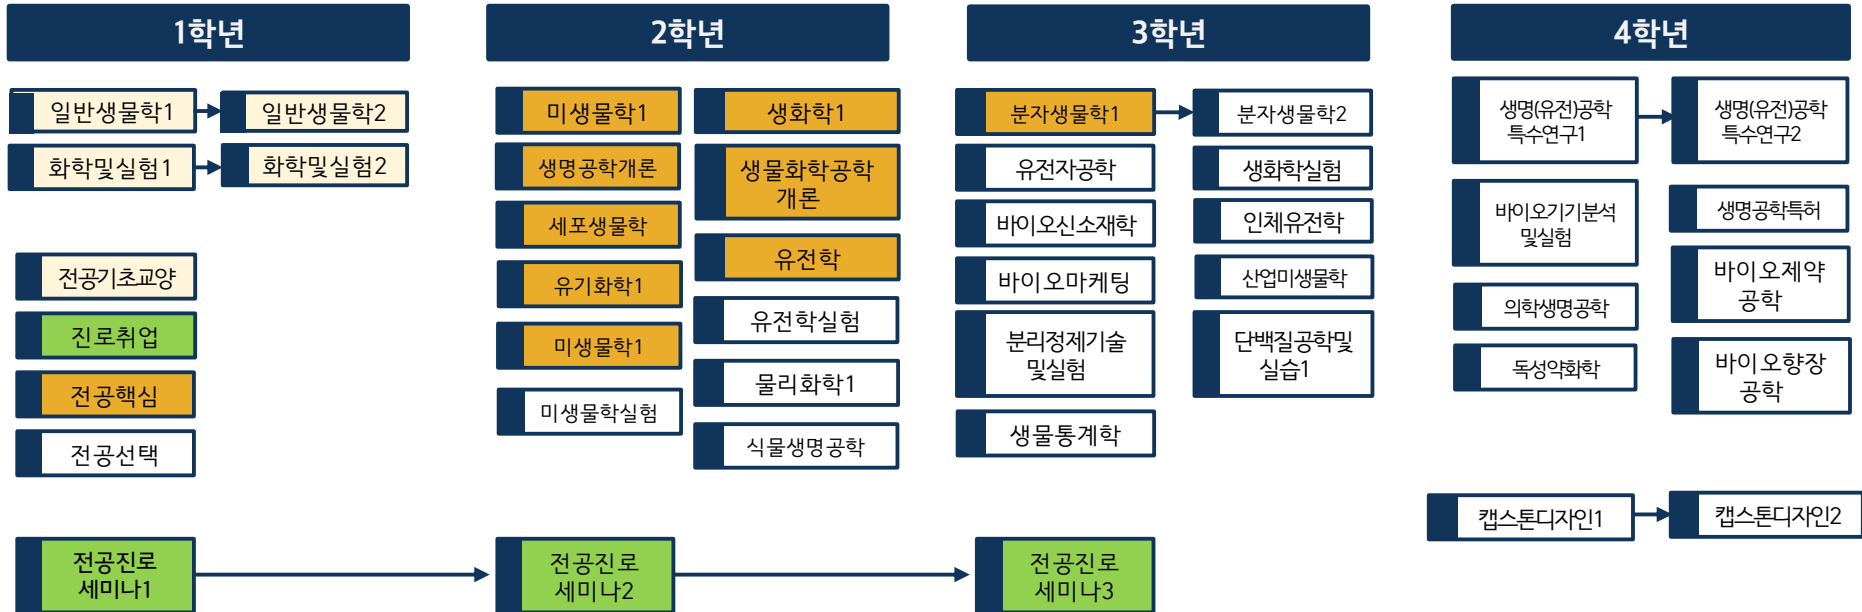 1학년
일반생물학1
일반생물학2
화학및실험1
화학및실험2
전공기초교양
진로취업
전공핵심
전공선택
전공진로
세미나1
2학년
미생물학1
생명공학개론
세포생물학
유기화학1
미생물학1
미생물학실험
생화학1
생물화학공학
개론
유전학
유전학실험
물리화학1
식물생명공학
전공진로
세미나2
3학년
분자생물학1
유전자공학
바이오신소재학
바이오마케팅
분리정제기술
및실험
생물통계학
분자생물학2
생화학실험
인체유전학
산업미생물학
단백질공학및
실습1
전공진로
세미나3
4학년
생명(유전)공학
특수연구1
바이오기기분석
및실험
의학생명공학
독성약화학
생명(유전)공학
특수연구2
생명공학특허
바이오제약
공학
바이오향장
공학
캡스톤디자인1
캡스톤디자인2